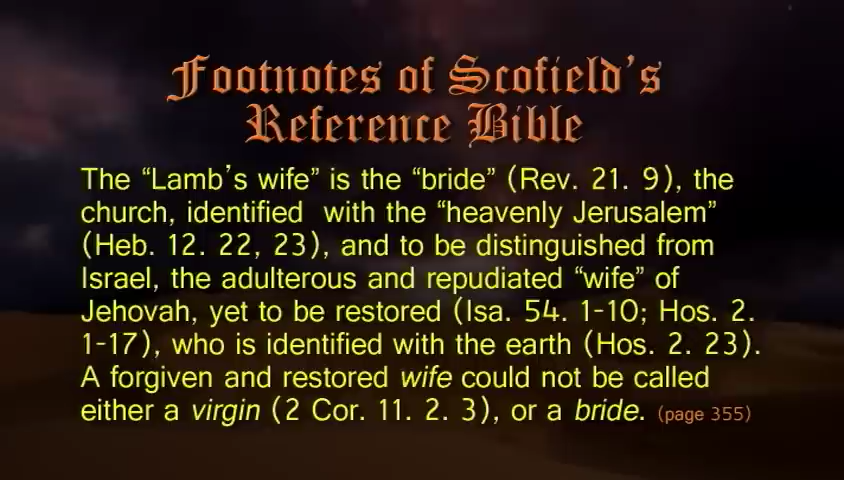 Footnotes of Scofield's
Reference Bible
The “Lamb's wife” is the “bride” (Rev. 21. 9), the
church, identified with the “heavenly Jerusalem”
(Heb. 12. 22, 23), and to be distinguished from
Israel, the adulterous and repudiated “wife” of
Jehovah, yet to be restored (Isa. 54. 1-10; Hos. 2.
1-17), who is identified with the earth (Hos. 2. 23).
A forgiven and restored wife could not be called
either a virgin (2 Cor. 11. 2. 3), or a bride. (page 355)